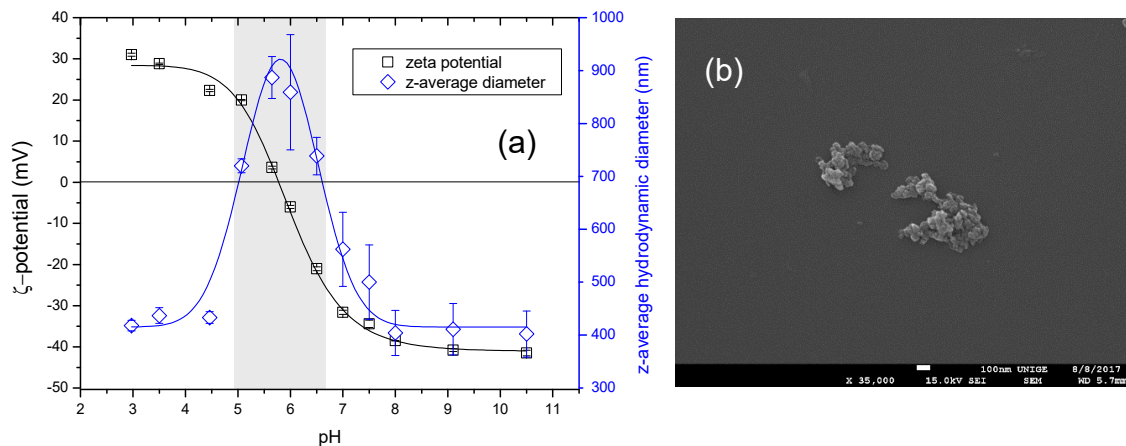 40
30
20
10
0
-10
-20
-30
-40
-50
ζ−potential (mV)
2 3 4 5 6 7 8 9 10 11
pH
zeta potential
z-average diameter
(a)
1000
900
800
700
600
500
400
300
z-average hydrodynamic diameter (nm)
(b)
100nm UNIGE 8/8/2017
X 35,000 15.0kV SEI SEM WD 5.7mm